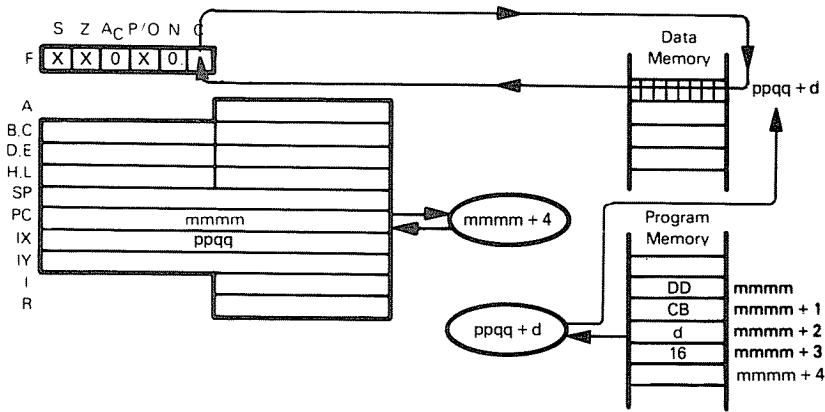 S Z AC P/O N C
F X X 0 X 0.
Data
Memory
ppqq + d
A
B,C
D,E
H,L
SP
PC mmmm
IX ppqq
IY
I
R
mmmm + 4
ppqq + d
Program
Memory
DD mmmm
CB mmmm + 1
d mmmm + 2
16 mmmm + 3
mmmm + 4